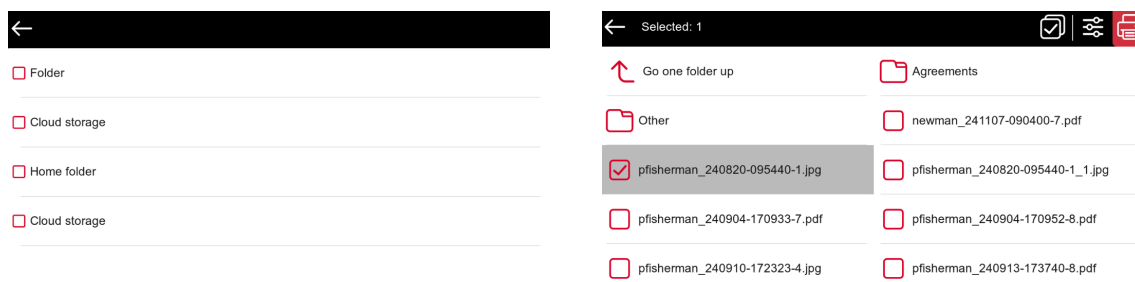 Folder
Cloud storage
Home folder
Cloud storage
Selected: 1
Go one folder up
Agreements
Other
newman_241107-090400-7.pdf
pfisherman_240820-095440-1.jpg
pfisherman_240820-095440-1_1.jpg
pfisherman_240904-170933-7.pdf
pfisherman_240904-170952-8.pdf
pfisherman_240910-172323-4.jpg
pfisherman_240913-173740-8.pdf